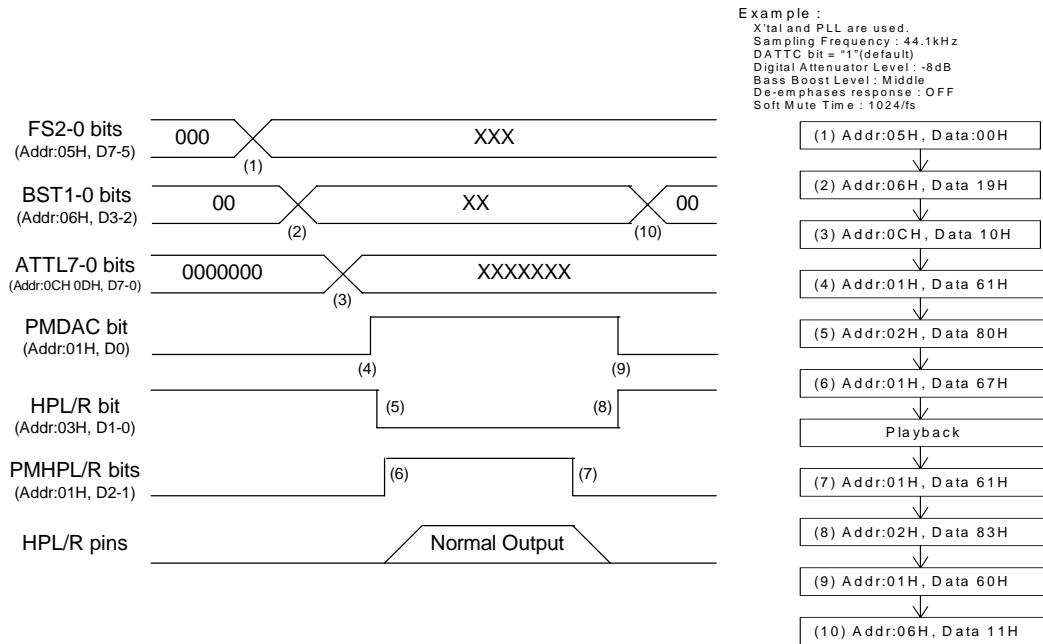 Example :
X'tal and PLL are used.
Sampling Frequency : 44.1kHz
DATTC bit = “1”(default)
Digital Attenuator Level : -8dB
Bass Boost Level : Middle
De-emphases response : OFF
Soft Mute Time : 1024/fs
FS2-0 bits
(Addr:05H, D7-5)
000
XXX
(1)
BST1-0 bits
(Addr:06H, D3-2)
00
XX
00
(2)
(10)
ATTL7-0 bits
(Addr:0CH 0DH, D7-0)
0000000
XXXXXXX
(3)
PMDAC bit
(Addr:01H, D0)
(4)
(9)
HPL/R bit
(Addr:03H, D1-0)
(5)
(8)
PMHPL/R bits
(Addr:01H, D2-1)
(6)
(7)
HPL/R pins
Normal Output
(1) Addr:05H, Data:00H
(2) Addr:06H, Data 19H
(3) Addr:0CH, Data 10H
(4) Addr:01H, Data 61H
(5) Addr:02H, Data 80H
(6) Addr:01H, Data 67H
Playback
(7) Addr:01H, Data 61H
(8) Addr:02H, Data 83H
(9) Addr:01H, Data 60H
(10) Addr:06H, Data 11H